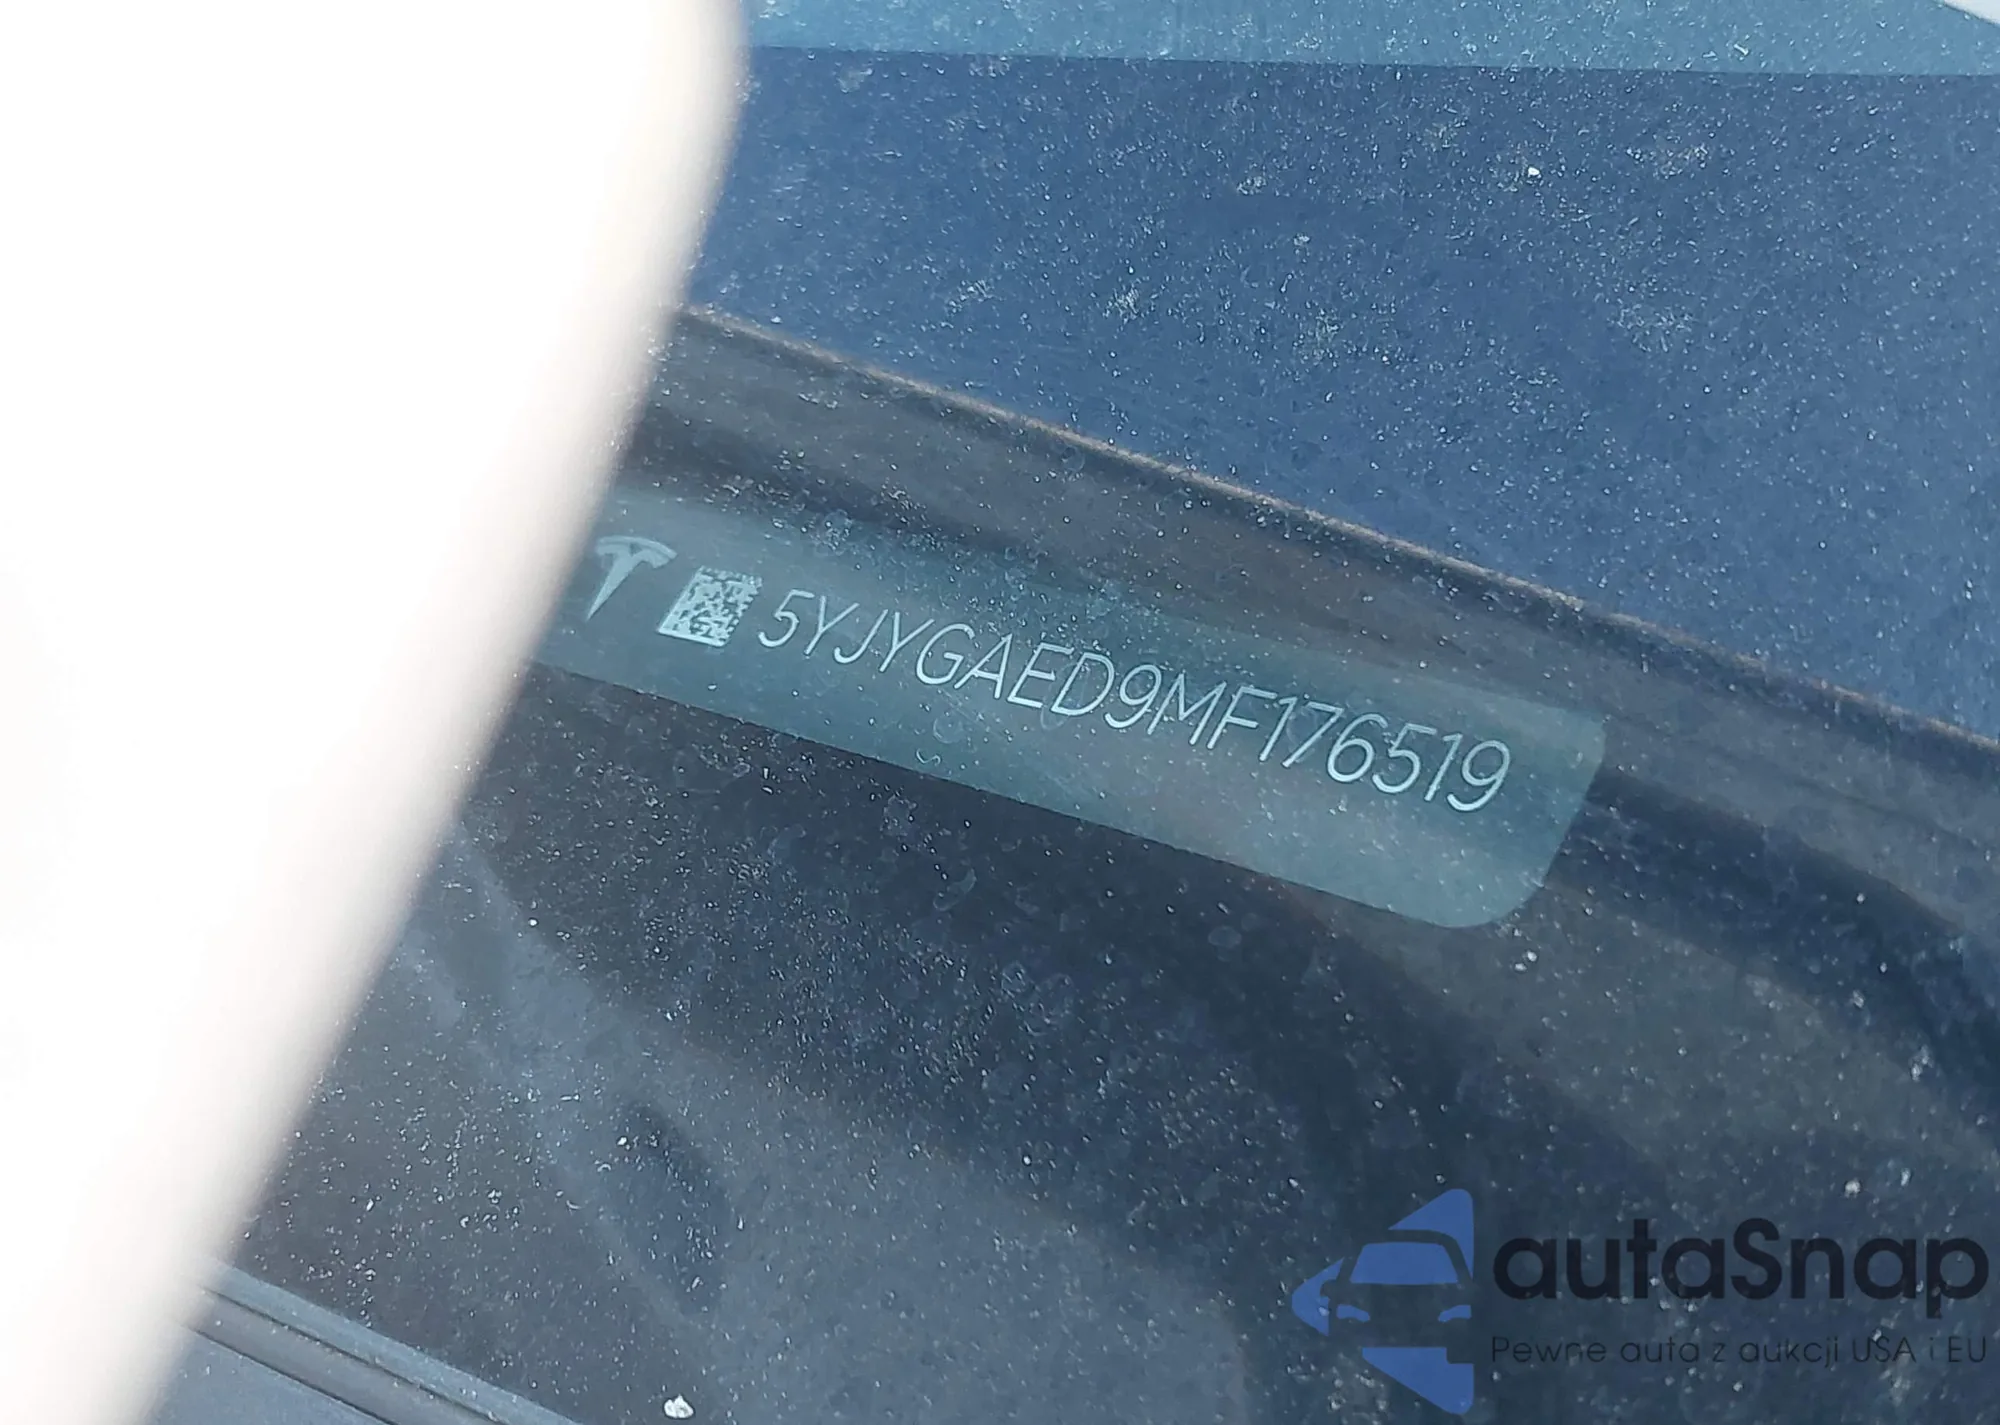 5YJYGAED9MF176519
autaSnap
Pewne auta z aukcji USA i EU